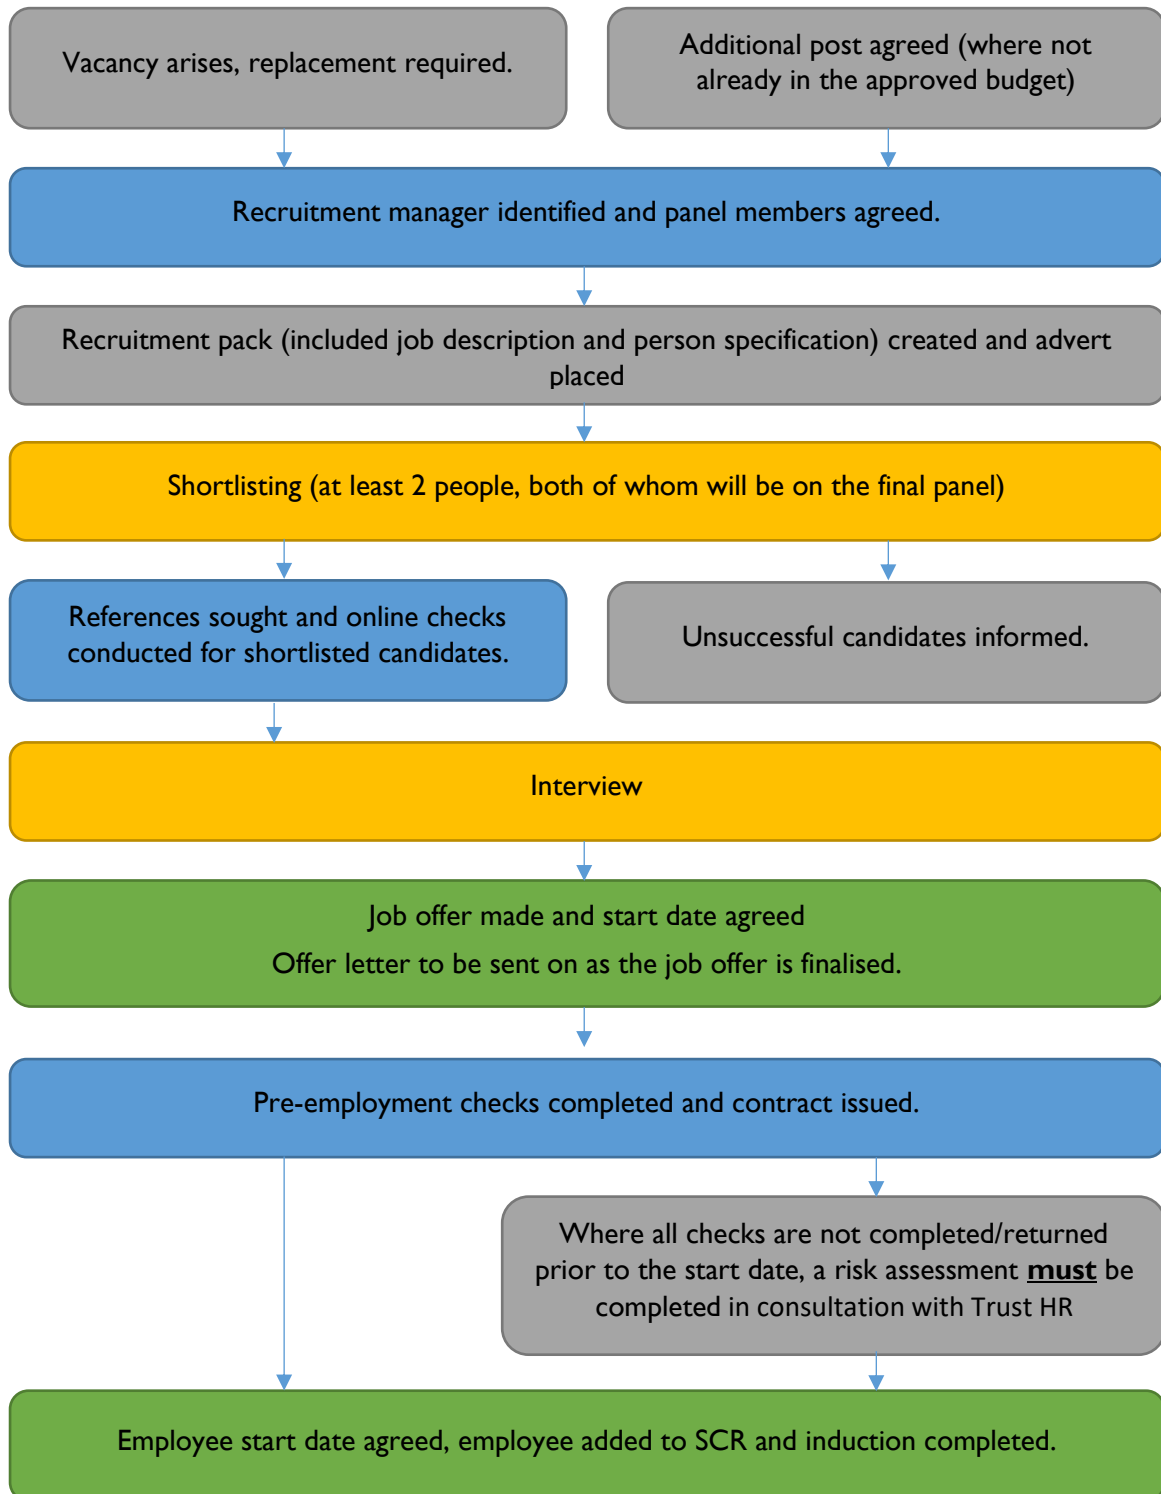 Vacancy arises, replacement required.
Additional post agreed (where not
already in the approved budget)
Recruitment manager identified and panel members agreed.
Recruitment pack (included job description and person specification) created and advert
placed
Shortlisting (at least 2 people, both of whom will be on the final panel)
References sought and online checks
conducted for shortlisted candidates.
Unsuccessful candidates informed.
Interview
Job offer made and start date agreed
Offer letter to be sent on as the job offer is finalised.
Pre-employment checks completed and contract issued.
Where all checks are not completed/returned
prior to the start date, a risk assessment must be
completed in consultation with Trust HR
Employee start date agreed, employee added to SCR and induction completed.